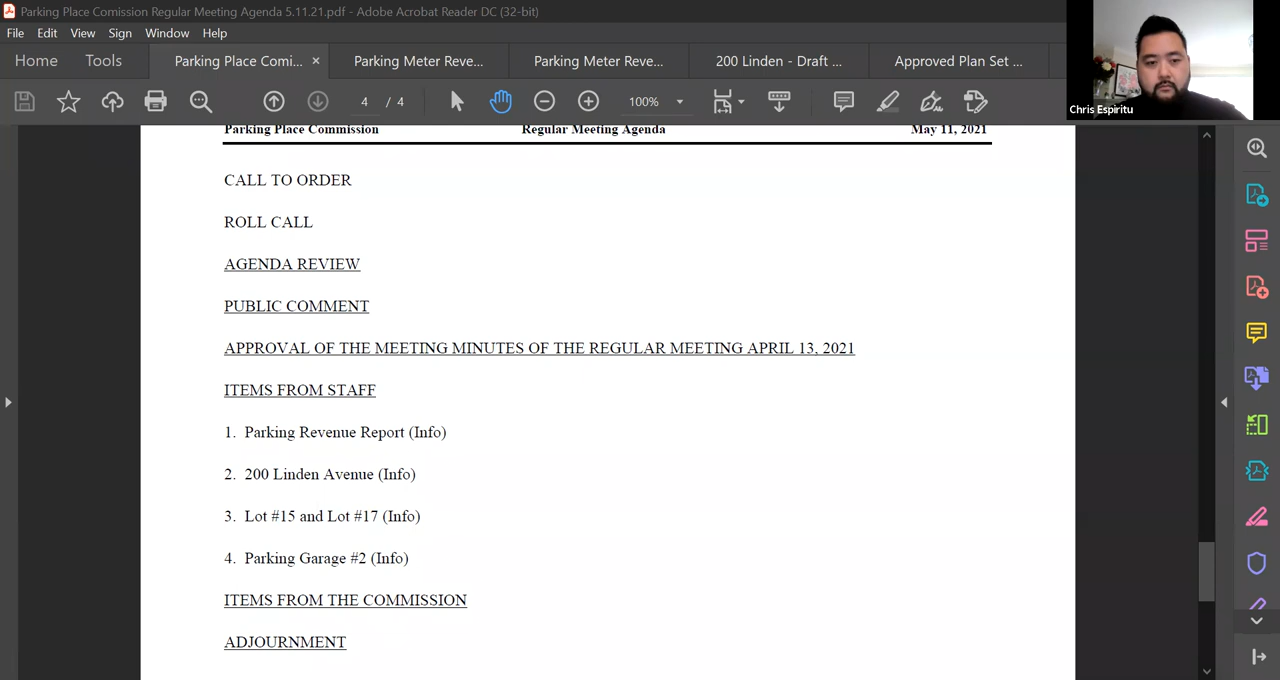 Parking Place Comission Regular Meeting Agenda 5.11.21.pdf - Adobe Acrobat Reader DC (32-bit)
File Edit View Sign Window Help
Home Tools Parking Place Comi... × Parking Meter Reve... Parking Meter Reve... 200 Linden - Draft ... Approved Plan Set ...
4 / 4 100%
Chris Espiritu
Parking Place Commission Regular Meeting Agenda May 11, 2021
CALL TO ORDER
ROLL CALL
AGENDA REVIEW
PUBLIC COMMENT
APPROVAL OF THE MEETING MINUTES OF THE REGULAR MEETING APRIL 13, 2021
ITEMS FROM STAFF
1. Parking Revenue Report (Info)
2. 200 Linden Avenue (Info)
3. Lot #15 and Lot #17 (Info)
4. Parking Garage #2 (Info)
ITEMS FROM THE COMMISSION
ADJOURNMENT